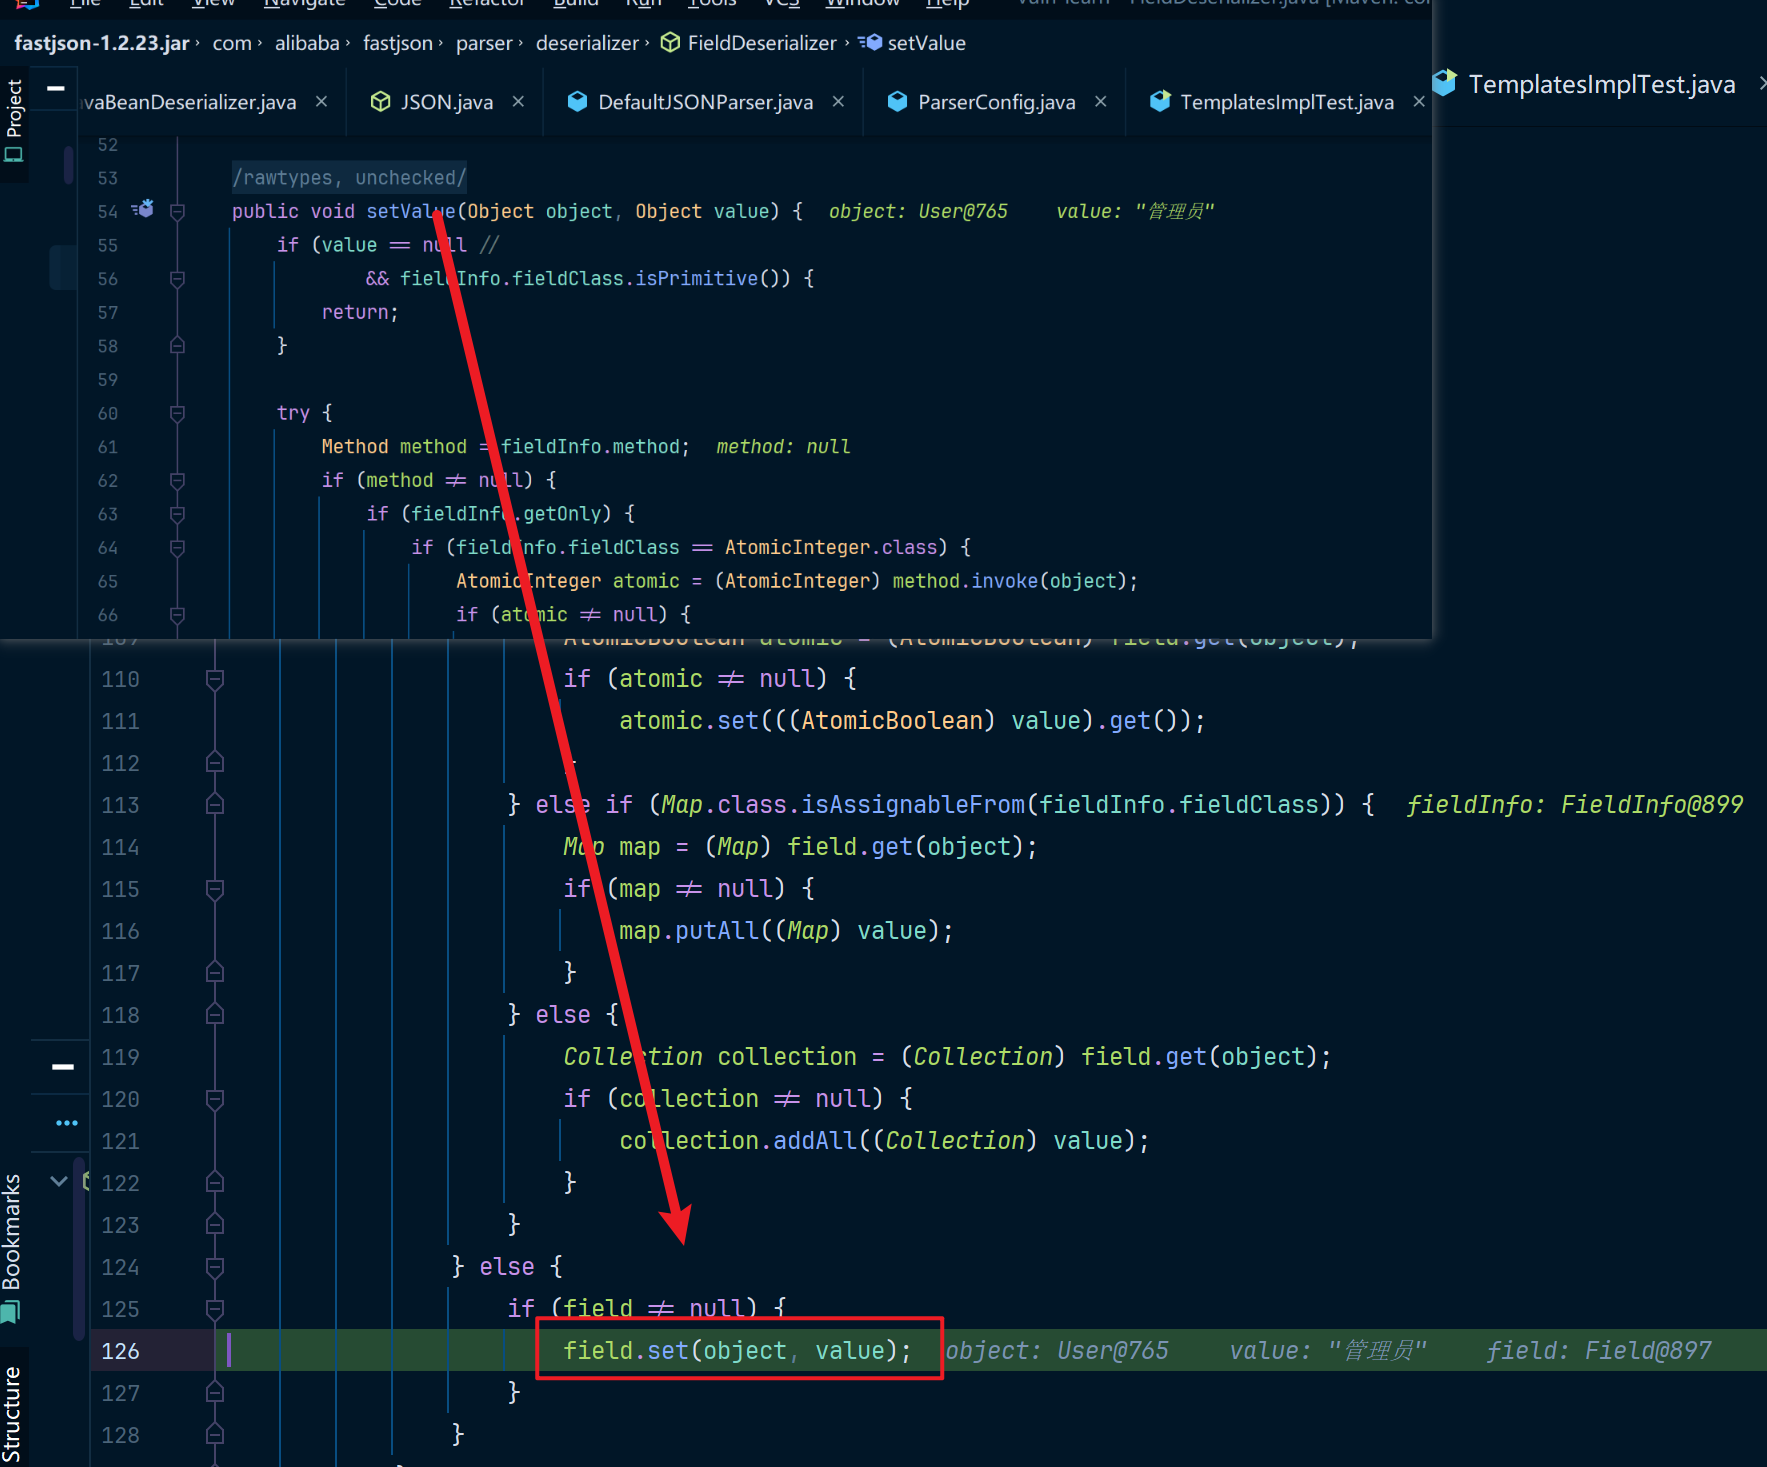 File Edit View Navigate Code Refactor Build Run Tools VCS Window Help
fastjson-1.2.23.jar › com › alibaba › fastjson › parser › deserializer › FieldDeserializer › setValue
Project
vaBeanDeserializer.java × JSON.java × DefaultJSONParser.java × ParserConfig.java × TemplatesImplTest.java ×
TemplatesImplTest.java ×
52
53 /rawtypes, unchecked/
54 public void setValue(Object object, Object value) { object: User@765 value: "管理员"
55 if (value == null //
56 && fieldInfo.fieldClass.isPrimitive()) {
57 return;
58 }
59
60 try {
61 Method method = fieldInfo.method; method: null
62 if (method != null) {
63 if (fieldInfo.getOnly) {
64 if (fieldInfo.fieldClass == AtomicInteger.class) {
65 AtomicInteger atomic = (AtomicInteger) method.invoke(object);
66 if (atomic != null) {
AtomicBoolean atomic = (AtomicBoolean) field.get(object);
110 if (atomic != null) {
111 atomic.set(((AtomicBoolean) value).get());
112 }
113 } else if (Map.class.isAssignableFrom(fieldInfo.fieldClass)) { fieldInfo: FieldInfo@899
114 Map map = (Map) field.get(object);
115 if (map != null) {
116 map.putAll((Map) value);
117 }
118 } else {
119 Collection collection = (Collection) field.get(object);
120 if (collection != null) {
121 collection.addAll((Collection) value);
122 }
123 }
124 } else {
125 if (field != null) {
126 field.set(object, value); object: User@765 value: "管理员" field: Field@897
127 }
128 }
Bookmarks
Structure